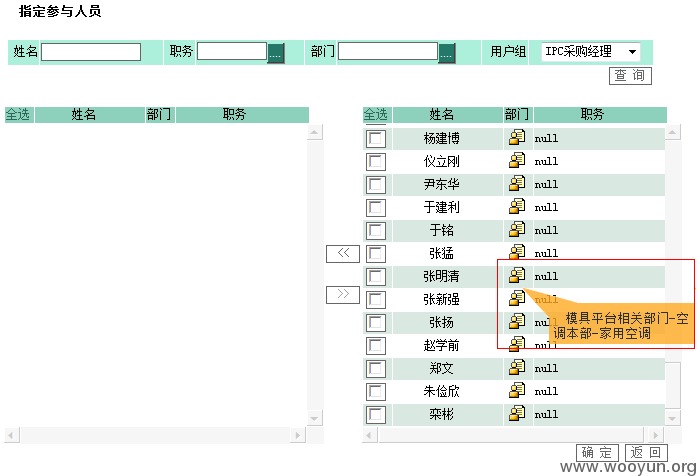 指定参与人员
姓名 职务 .... 部门 .... 用户组 IPC采购经理
查 询
全选 姓名 部门 职务
全选 姓名 部门 职务
杨建博 null
仪立刚 null
尹东华 null
于建利 null
于铭 null
<< 张猛 null
张明清 null
>> 张新强 null
张扬 null
赵学前 null
模具平台相关部门-空
调本部-家用空调
郑文 null
朱俭欣 null
栾彬 null
确 定 返 回
www.wooyun.org